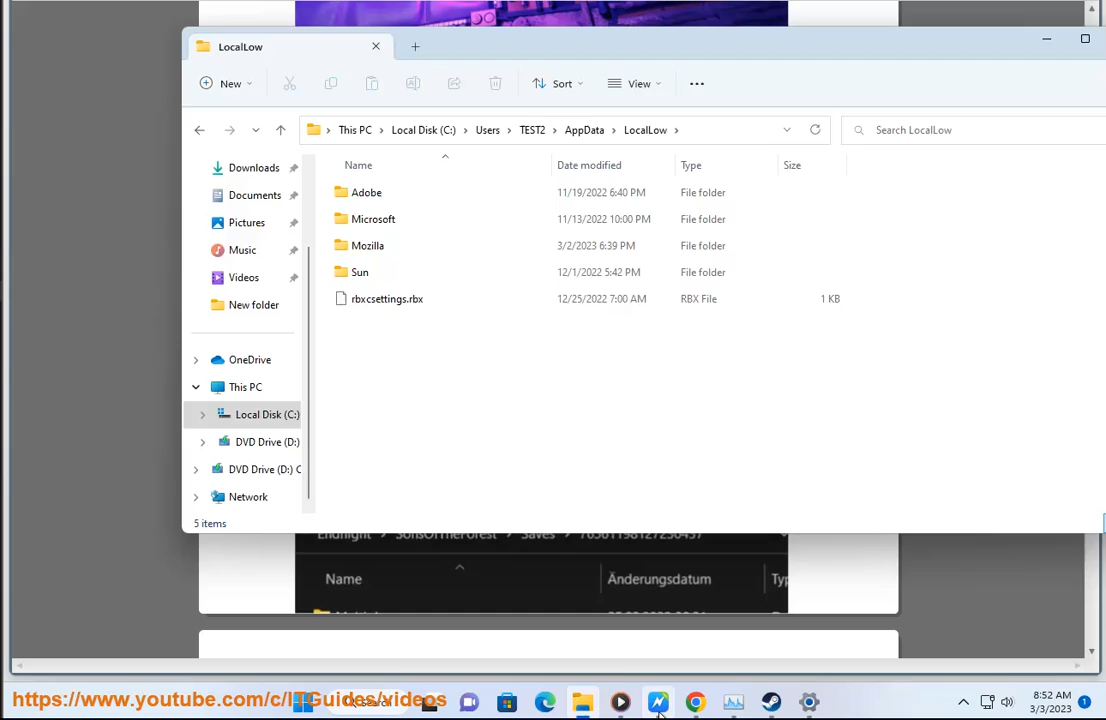 LocalLow
New
Sort
View
This PC
Local Disk (C:)
Users
TEST2
AppData
LocalLow
Search LocalLow
Name
Date modified
Type
Size
Downloads
Documents
Pictures
Music
Videos
New folder
OneDrive
This PC
Local Disk (C:)
DVD Drive (D:)
DVD Drive (D:) C
Network
Adobe 11/19/2022 6:40 PM File folder
Microsoft 11/13/2022 10:00 PM File folder
Mozilla 3/2/2023 6:39 PM File folder
Sun 12/1/2022 5:42 PM File folder
rbxcsettings.rbx 12/25/2022 7:00 AM RBX File 1 KB
5 items
Endnight SonsOfTheForest Saves
Name Änderungsdatum Typ
https://www.youtube.com/c/ITGuides/videos
8:52 AM
3/3/2023
1